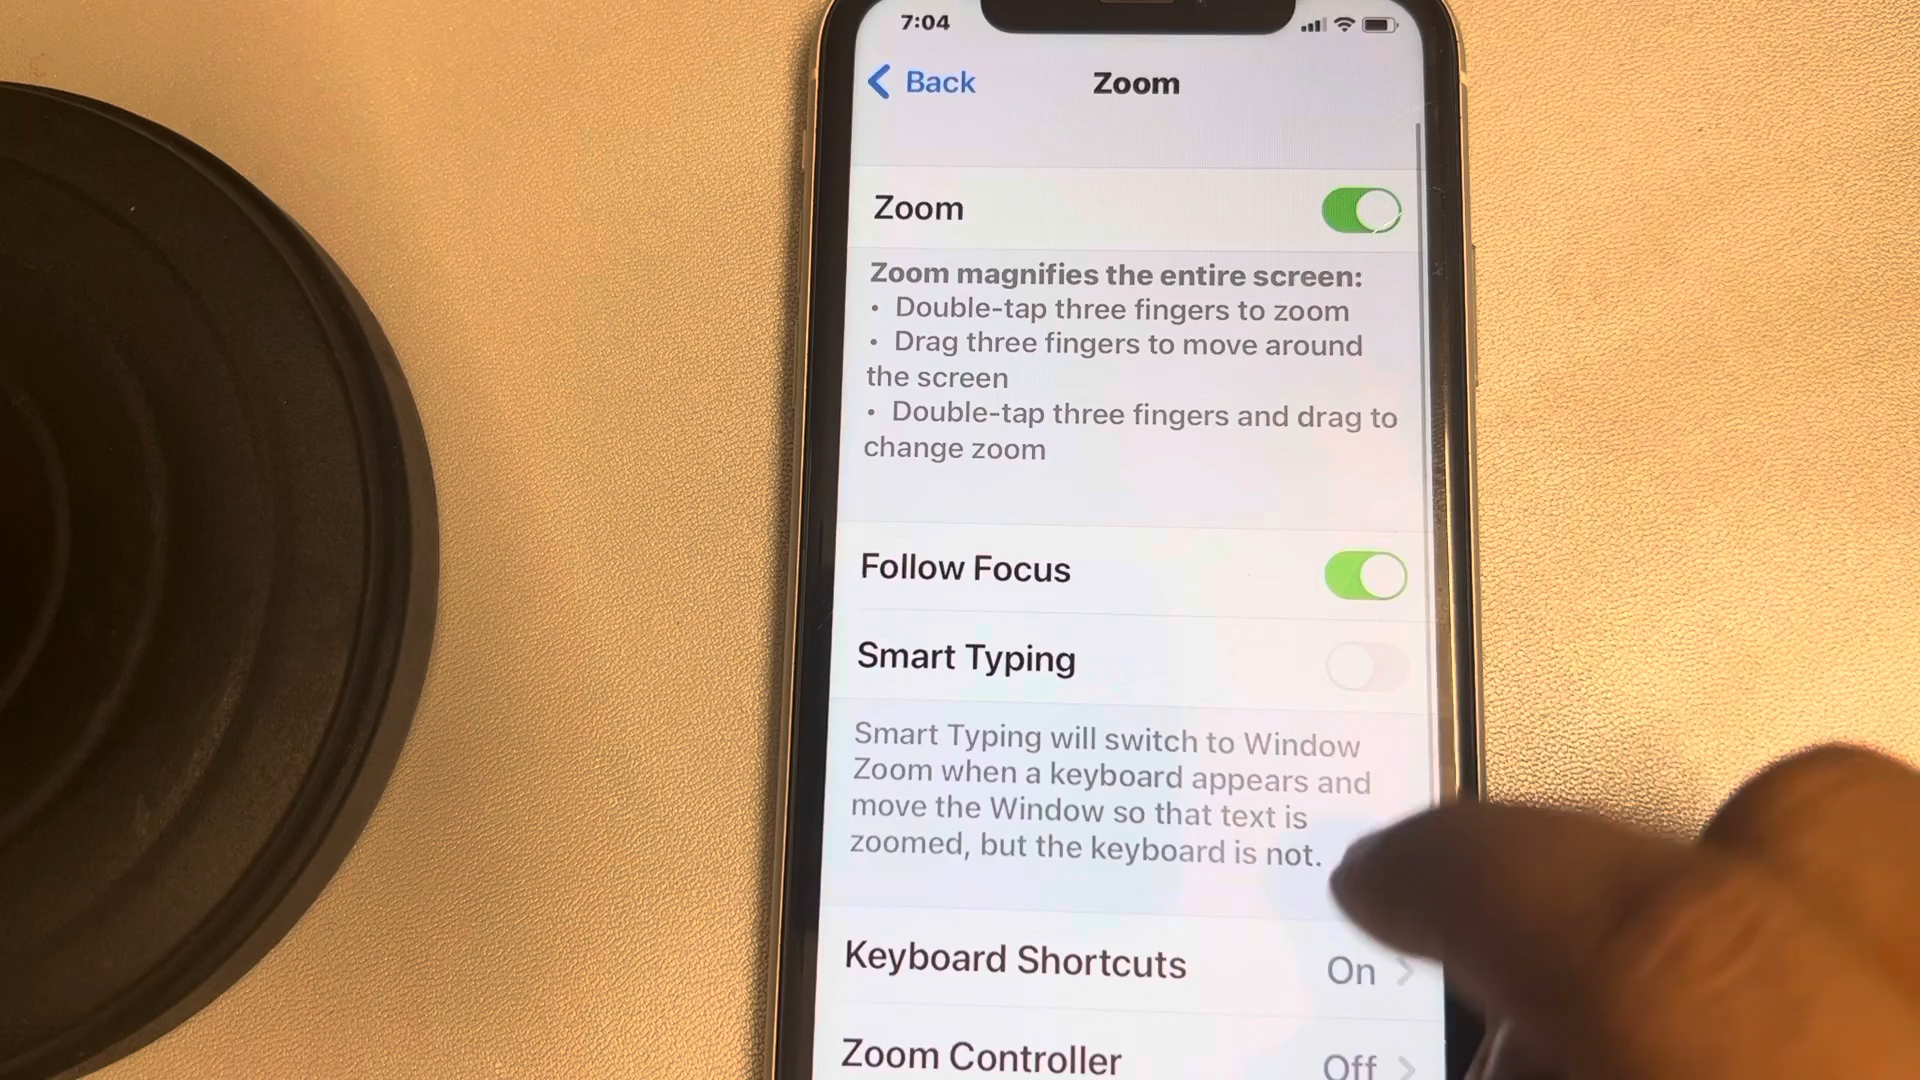 7:04
Back
Zoom
Zoom
Zoom magnifies the entire screen:
• Double-tap three fingers to zoom
• Drag three fingers to move around
the screen
• Double-tap three fingers and drag to
change zoom
Follow Focus
Smart Typing
Smart Typing will switch to Window
Zoom when a keyboard appears and
move the Window so that text is
zoomed, but the keyboard is not.
Keyboard Shortcuts On
Zoom Controller Off